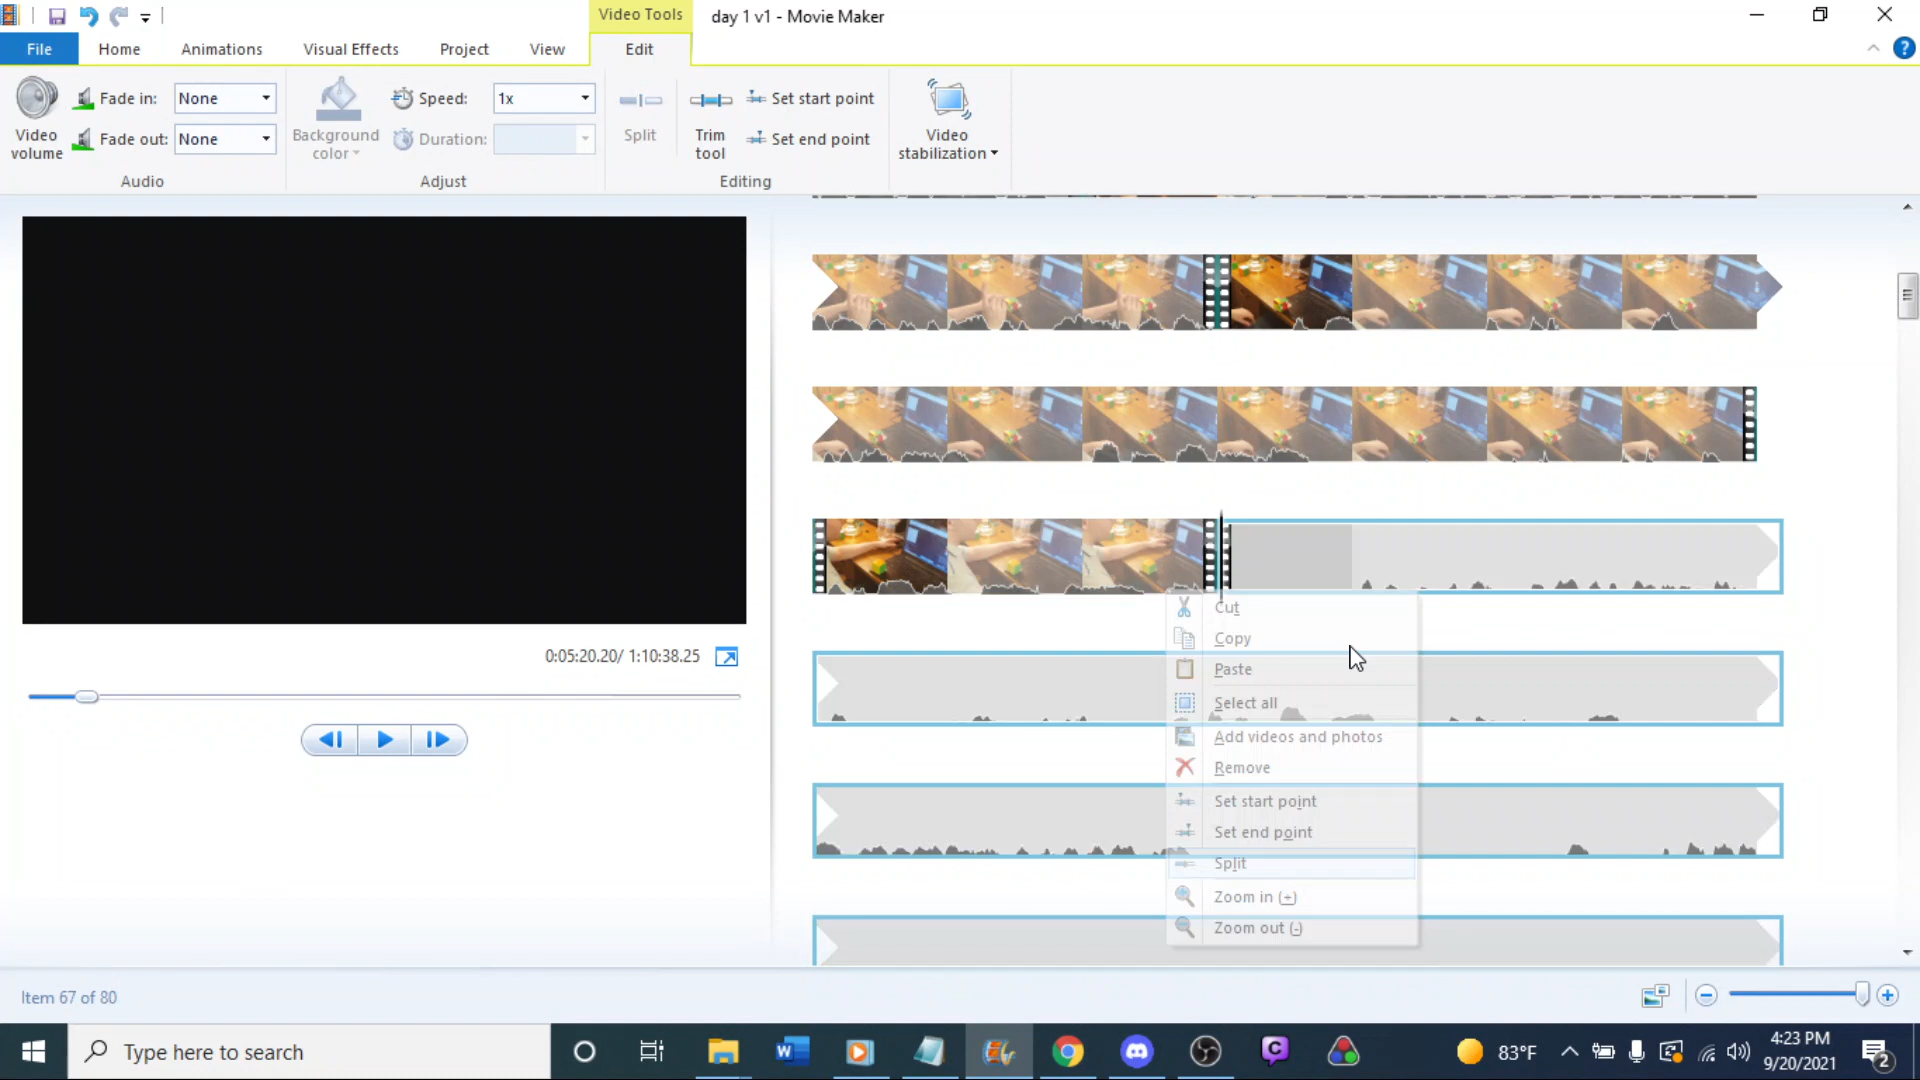 Video Tools
day 1 v1 - Movie Maker
File
Home
Animations
Visual Effects
Project
View
Edit
Video volume
Fade in:
None
Fade out:
None
Audio
Background color
Speed:
1x
Duration:
Adjust
Split
Trim tool
Set start point
Set end point
Editing
Video stabilization
0:05:20.20/ 1:10:38.25
Cut
Copy
Paste
Select all
Add videos and photos
Remove
Set start point
Set end point
Split
Zoom in (+)
Zoom out (-)
Item 67 of 80
Type here to search
83°F
4:23 PM
9/20/2021
2